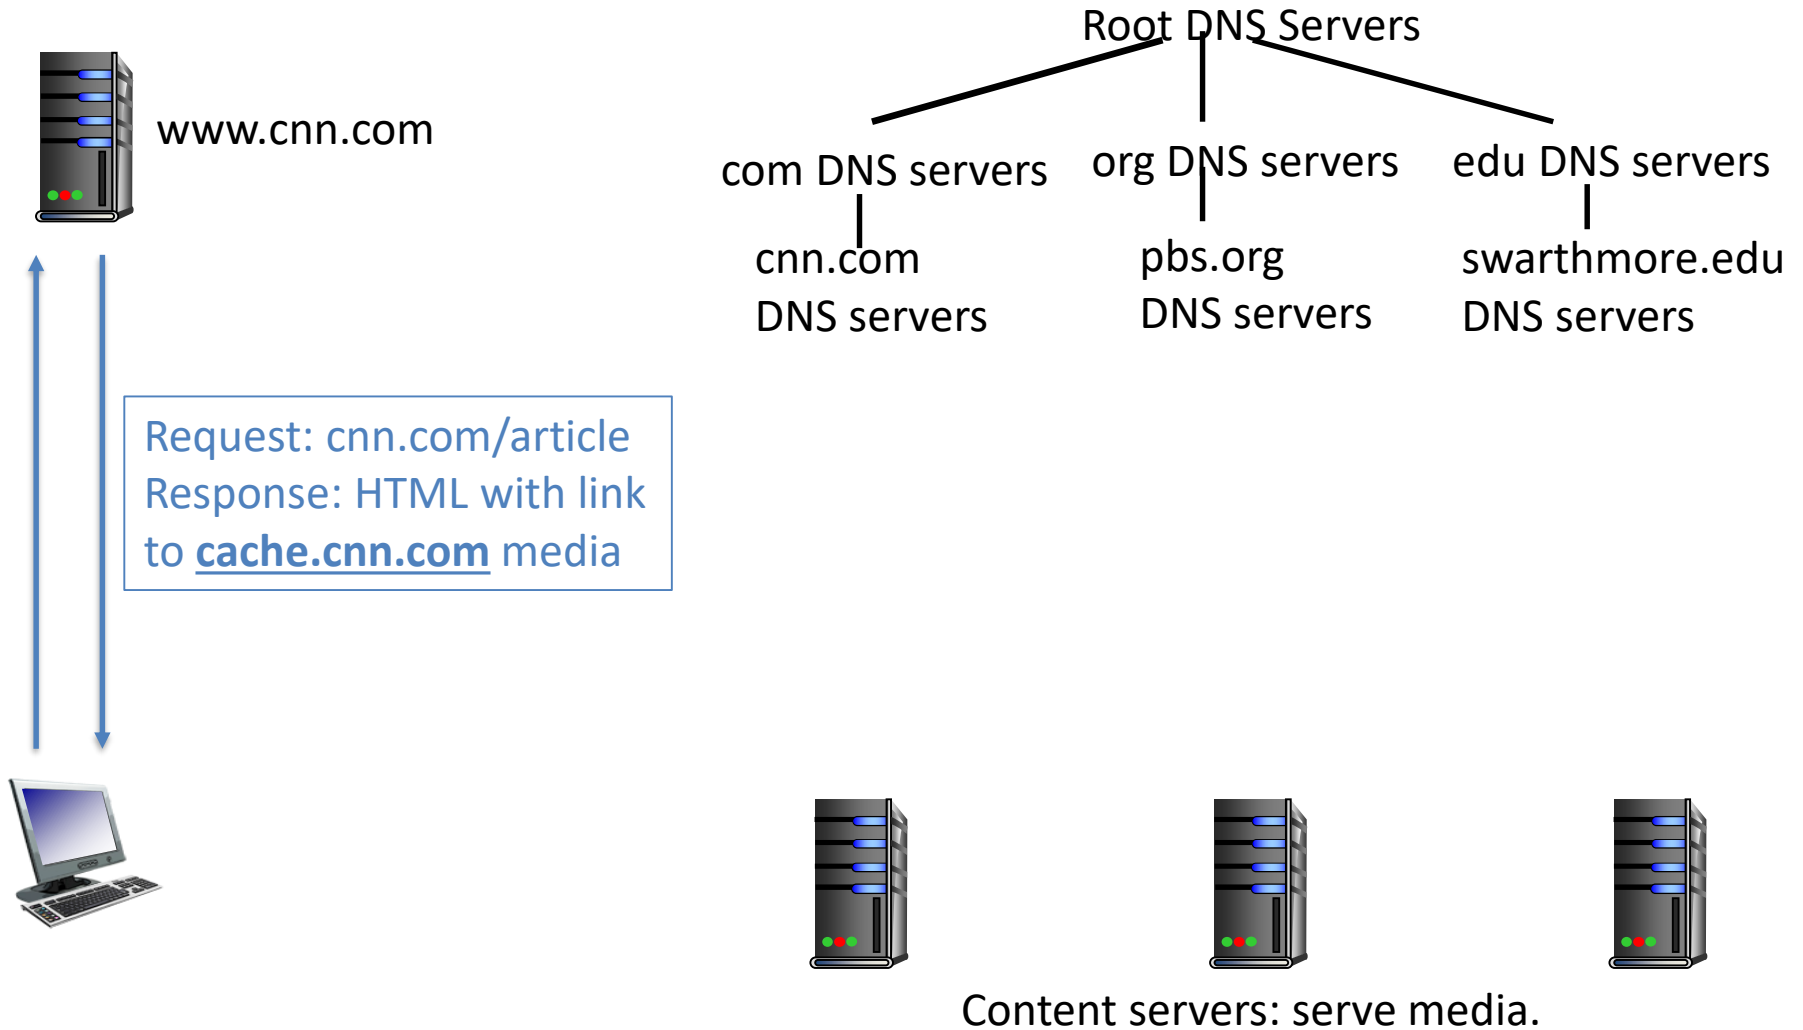 Root DNS Servers
www.cnn.com
com DNS servers
org DNS servers
edu DNS servers
cnn.com
DNS servers
pbs.org
DNS servers
swarthmore.edu
DNS servers
Request: cnn.com/article
Response: HTML with link
to cache.cnn.com media
Content servers: serve media.